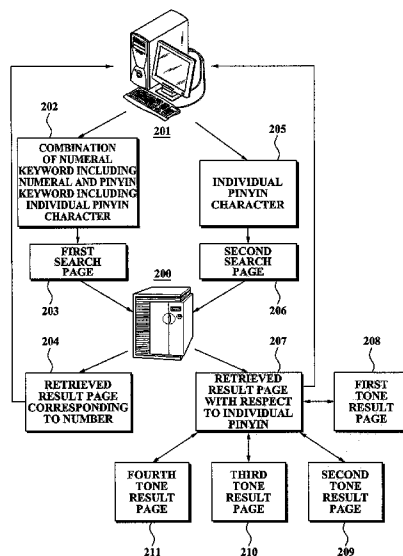 202
201
205
COMBINATION
OF NUMERAL
KEYWORD INCLUDING
NUMERAL AND PINYIN
KEYWORD INCLUDING
INDIVIDUAL PINYIN
CHARACTER
INDIVIDUAL
PINYIN
CHARACTER
FIRST
SEARCH
PAGE
200
SECOND
SEARCH
PAGE
203
206
204
207
208
RETRIEVED
RESULT PAGE
CORRESPONDING
TO NUMBER
RETRIEVED
RESULT PAGE
WITH RESPECT
TO INDIVIDUAL
PINYIN
FIRST
TONE
RESULT
PAGE
FOURTH
TONE
RESULT
PAGE
THIRD
TONE
RESULT
PAGE
SECOND
TONE
RESULT
PAGE
211
210
209